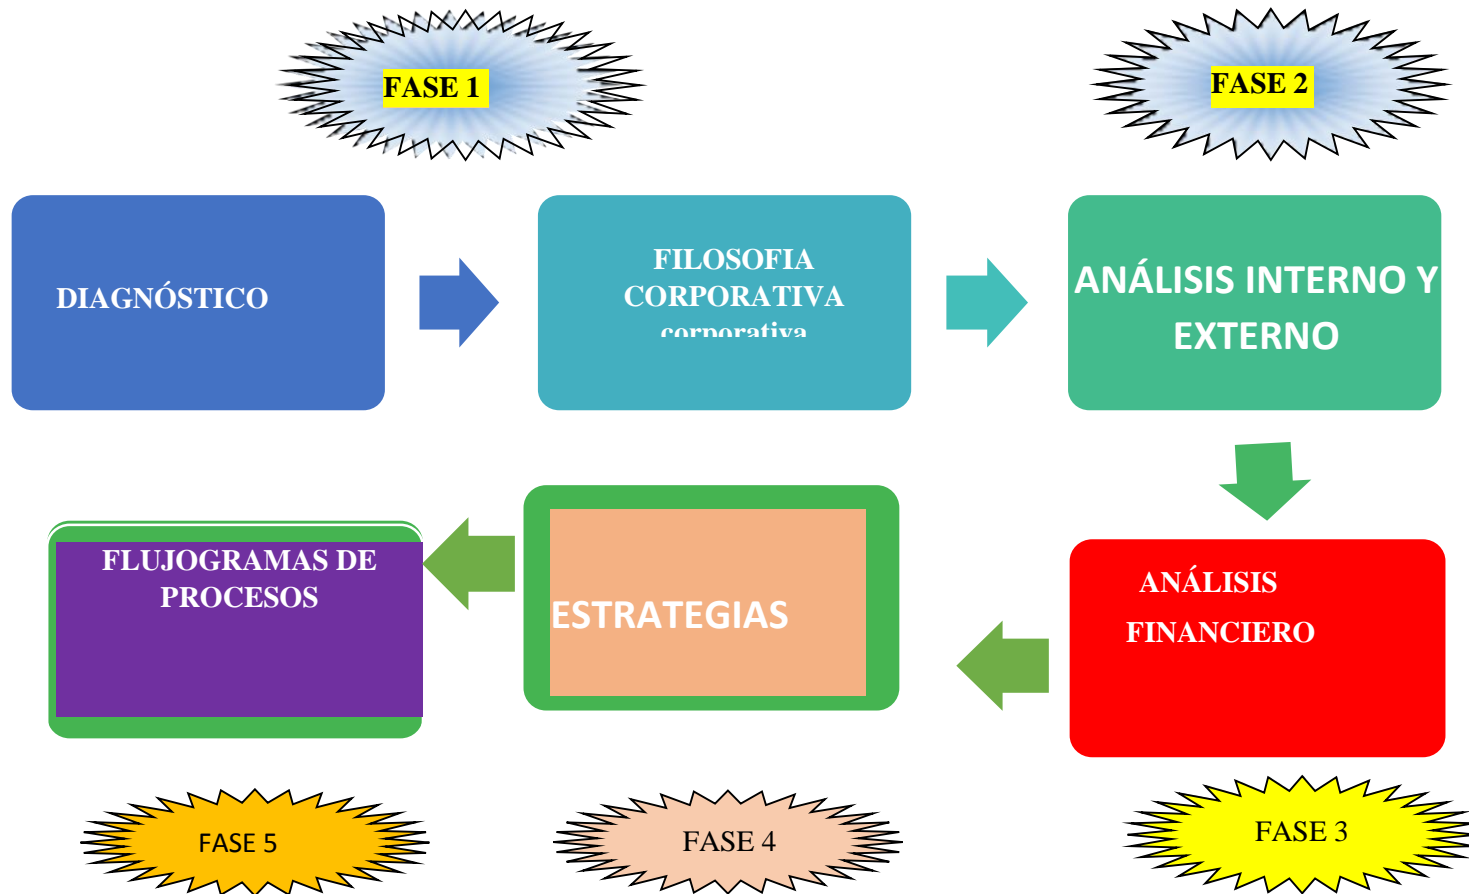 FASE 1
FASE 2
DIAGNÓSTICO
FILOSOFIA
CORPORATIVA
corporativa
ANÁLISIS INTERNO Y
EXTERNO
FLUJOGRAMAS DE
PROCESOS
ESTRATEGIAS
ANÁLISIS
FINANCIERO
FASE 5
FASE 4
FASE 3